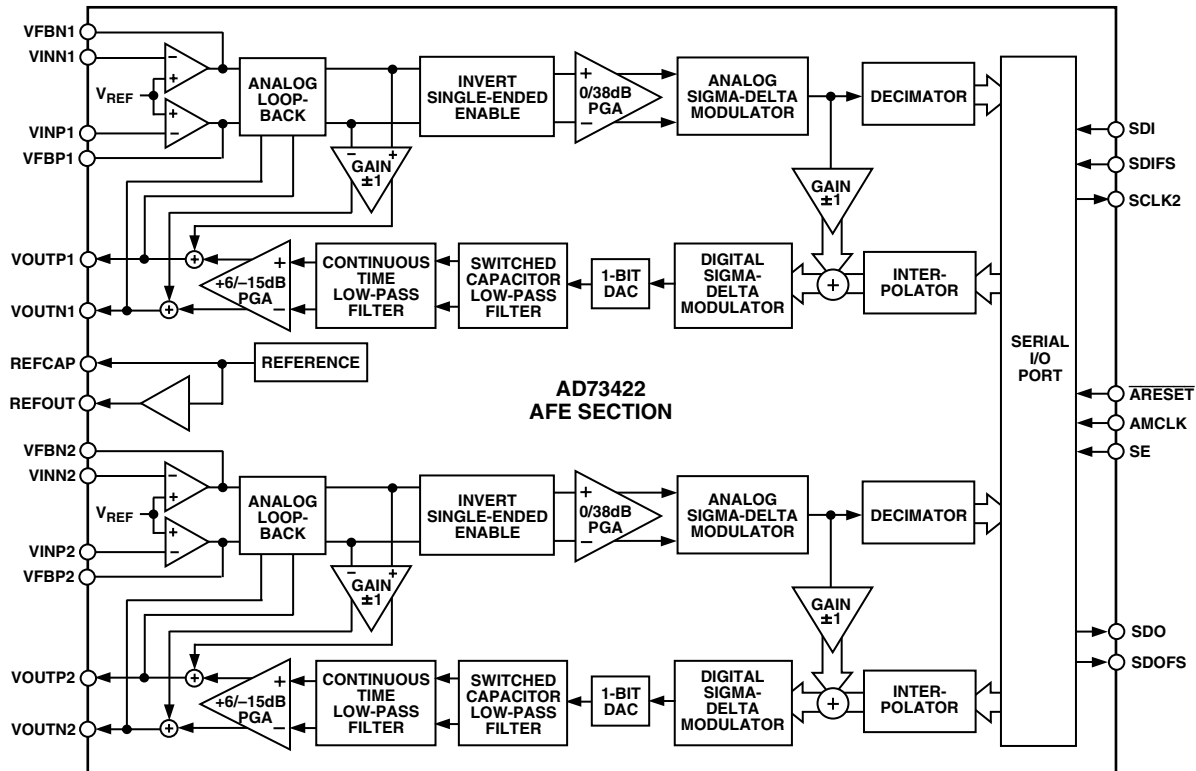 VFBN1
VINN1
VREF
VINP1
VFBP1
ANALOG
LOOP-
BACK
INVERT
SINGLE-ENDED
ENABLE
0/38dB
PGA
ANALOG
SIGMA-DELTA
MODULATOR
DECIMATOR
GAIN
±1
GAIN
±1
SDI
SDIFS
SCLK2
VOUTP1
VOUTN1
+6/–15dB
PGA
CONTINUOUS
TIME
LOW-PASS
FILTER
SWITCHED
CAPACITOR
LOW-PASS
FILTER
1-BIT
DAC
DIGITAL
SIGMA-
DELTA
MODULATOR
INTER-
POLATOR
SERIAL
I/O
PORT
REFCAP
REFERENCE
REFOUT
AD73422
AFE SECTION
ARESET
AMCLK
SE
VFBN2
VINN2
VREF
VINP2
VFBP2
ANALOG
LOOP-
BACK
INVERT
SINGLE-ENDED
ENABLE
0/38dB
PGA
ANALOG
SIGMA-DELTA
MODULATOR
DECIMATOR
GAIN
±1
GAIN
±1
SDO
SDOFS
VOUTP2
VOUTN2
+6/–15dB
PGA
CONTINUOUS
TIME
LOW-PASS
FILTER
SWITCHED
CAPACITOR
LOW-PASS
FILTER
1-BIT
DAC
DIGITAL
SIGMA-
DELTA
MODULATOR
INTER-
POLATOR